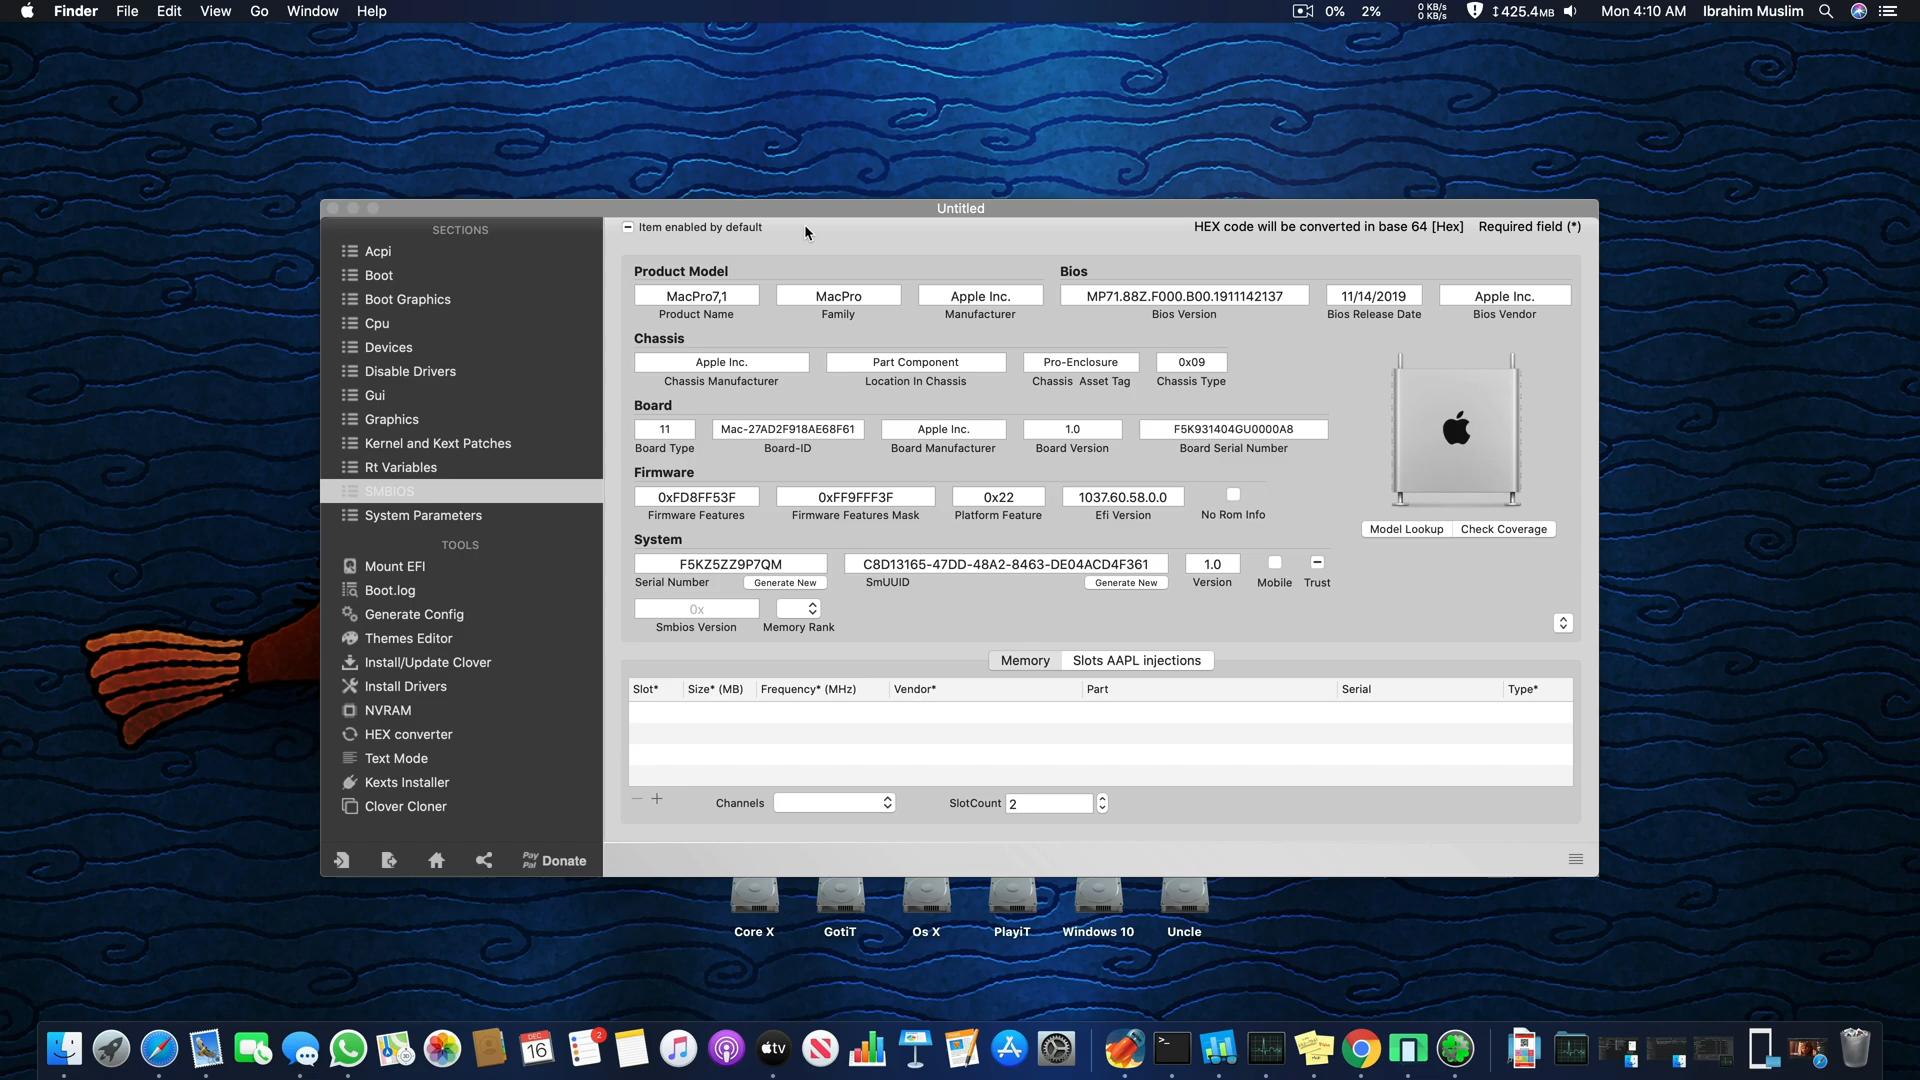 Finder File Edit View Go Window Help 0% 2% 0 KB/s 0 KB/s 425.4MB Mon 4:10 AM Ibrahim Muslim
Untitled
SECTIONS
Acpi
Boot
Boot Graphics
Cpu
Devices
Disable Drivers
Gui
Graphics
Kernel and Kext Patches
Rt Variables
SMBIOS
System Parameters
TOOLS
Mount EFI
Boot.log
Generate Config
Themes Editor
Install/Update Clover
Install Drivers
NVRAM
HEX converter
Text Mode
Kexts Installer
Clover Cloner
Pay Pal Donate
Item enabled by default HEX code will be converted in base 64 [Hex] Required field (*)
Product Model Bios
MacPro7,1 MacPro Apple Inc. MP71.88Z.F000.B00.1911142137 11/14/2019 Apple Inc.
Product Name Family Manufacturer Bios Version Bios Release Date Bios Vendor
Chassis
Apple Inc. Part Component Pro-Enclosure 0x09
Chassis Manufacturer Location In Chassis Chassis Asset Tag Chassis Type
Board
11 Mac-27AD2F918AE68F61 Apple Inc. 1.0 F5K931404GU0000A8
Board Type Board-ID Board Manufacturer Board Version Board Serial Number
Firmware
0xFD8FF53F 0xFF9FFF3F 0x22 1037.60.58.0.0
Firmware Features Firmware Features Mask Platform Feature Efi Version No Rom Info
Model Lookup Check Coverage
System
F5KZ5ZZ9P7QM C8D13165-47DD-48A2-8463-DE04ACD4F361 1.0
Serial Number Generate New SmUUID Generate New Version Mobile Trust
0x
Smbios Version Memory Rank
Memory Slots AAPL injections
Slot* Size* (MB) Frequency* (MHz) Vendor* Part Serial Type*
Channels SlotCount 2
Core X GotiT Os X PlayiT Windows 10 Uncle
DEC
16
2
tv
3D
>_